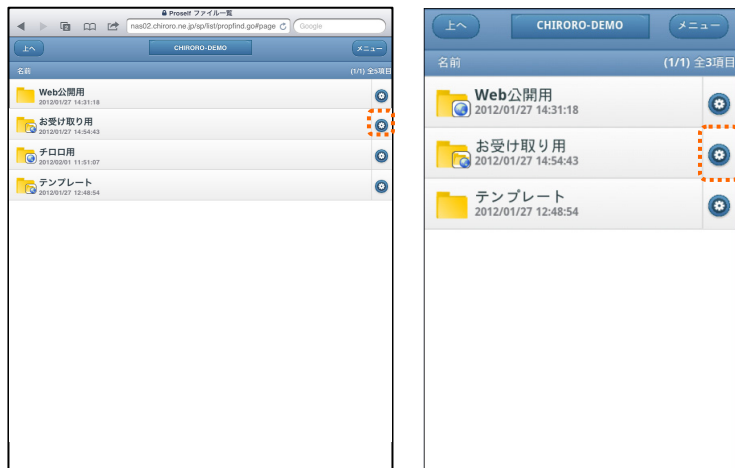 Proself ファイル一覧
nas02.chiroro.ne.jp/sp/list/propfind.go#page
Google
上へ
CHIRORO-DEMO
メニュー
名前
(1/1) 全5項目
Web公開用
2012/01/27 14:31:18
お受け取り用
2012/01/27 14:54:43
チロロ用
2012/02/01 11:51:07
テンプレート
2012/01/27 12:48:54
上へ
CHIRORO-DEMO
メニュー
名前
(1/1) 全3項目
Web公開用
2012/01/27 14:31:18
お受け取り用
2012/01/27 14:54:43
テンプレート
2012/01/27 12:48:54